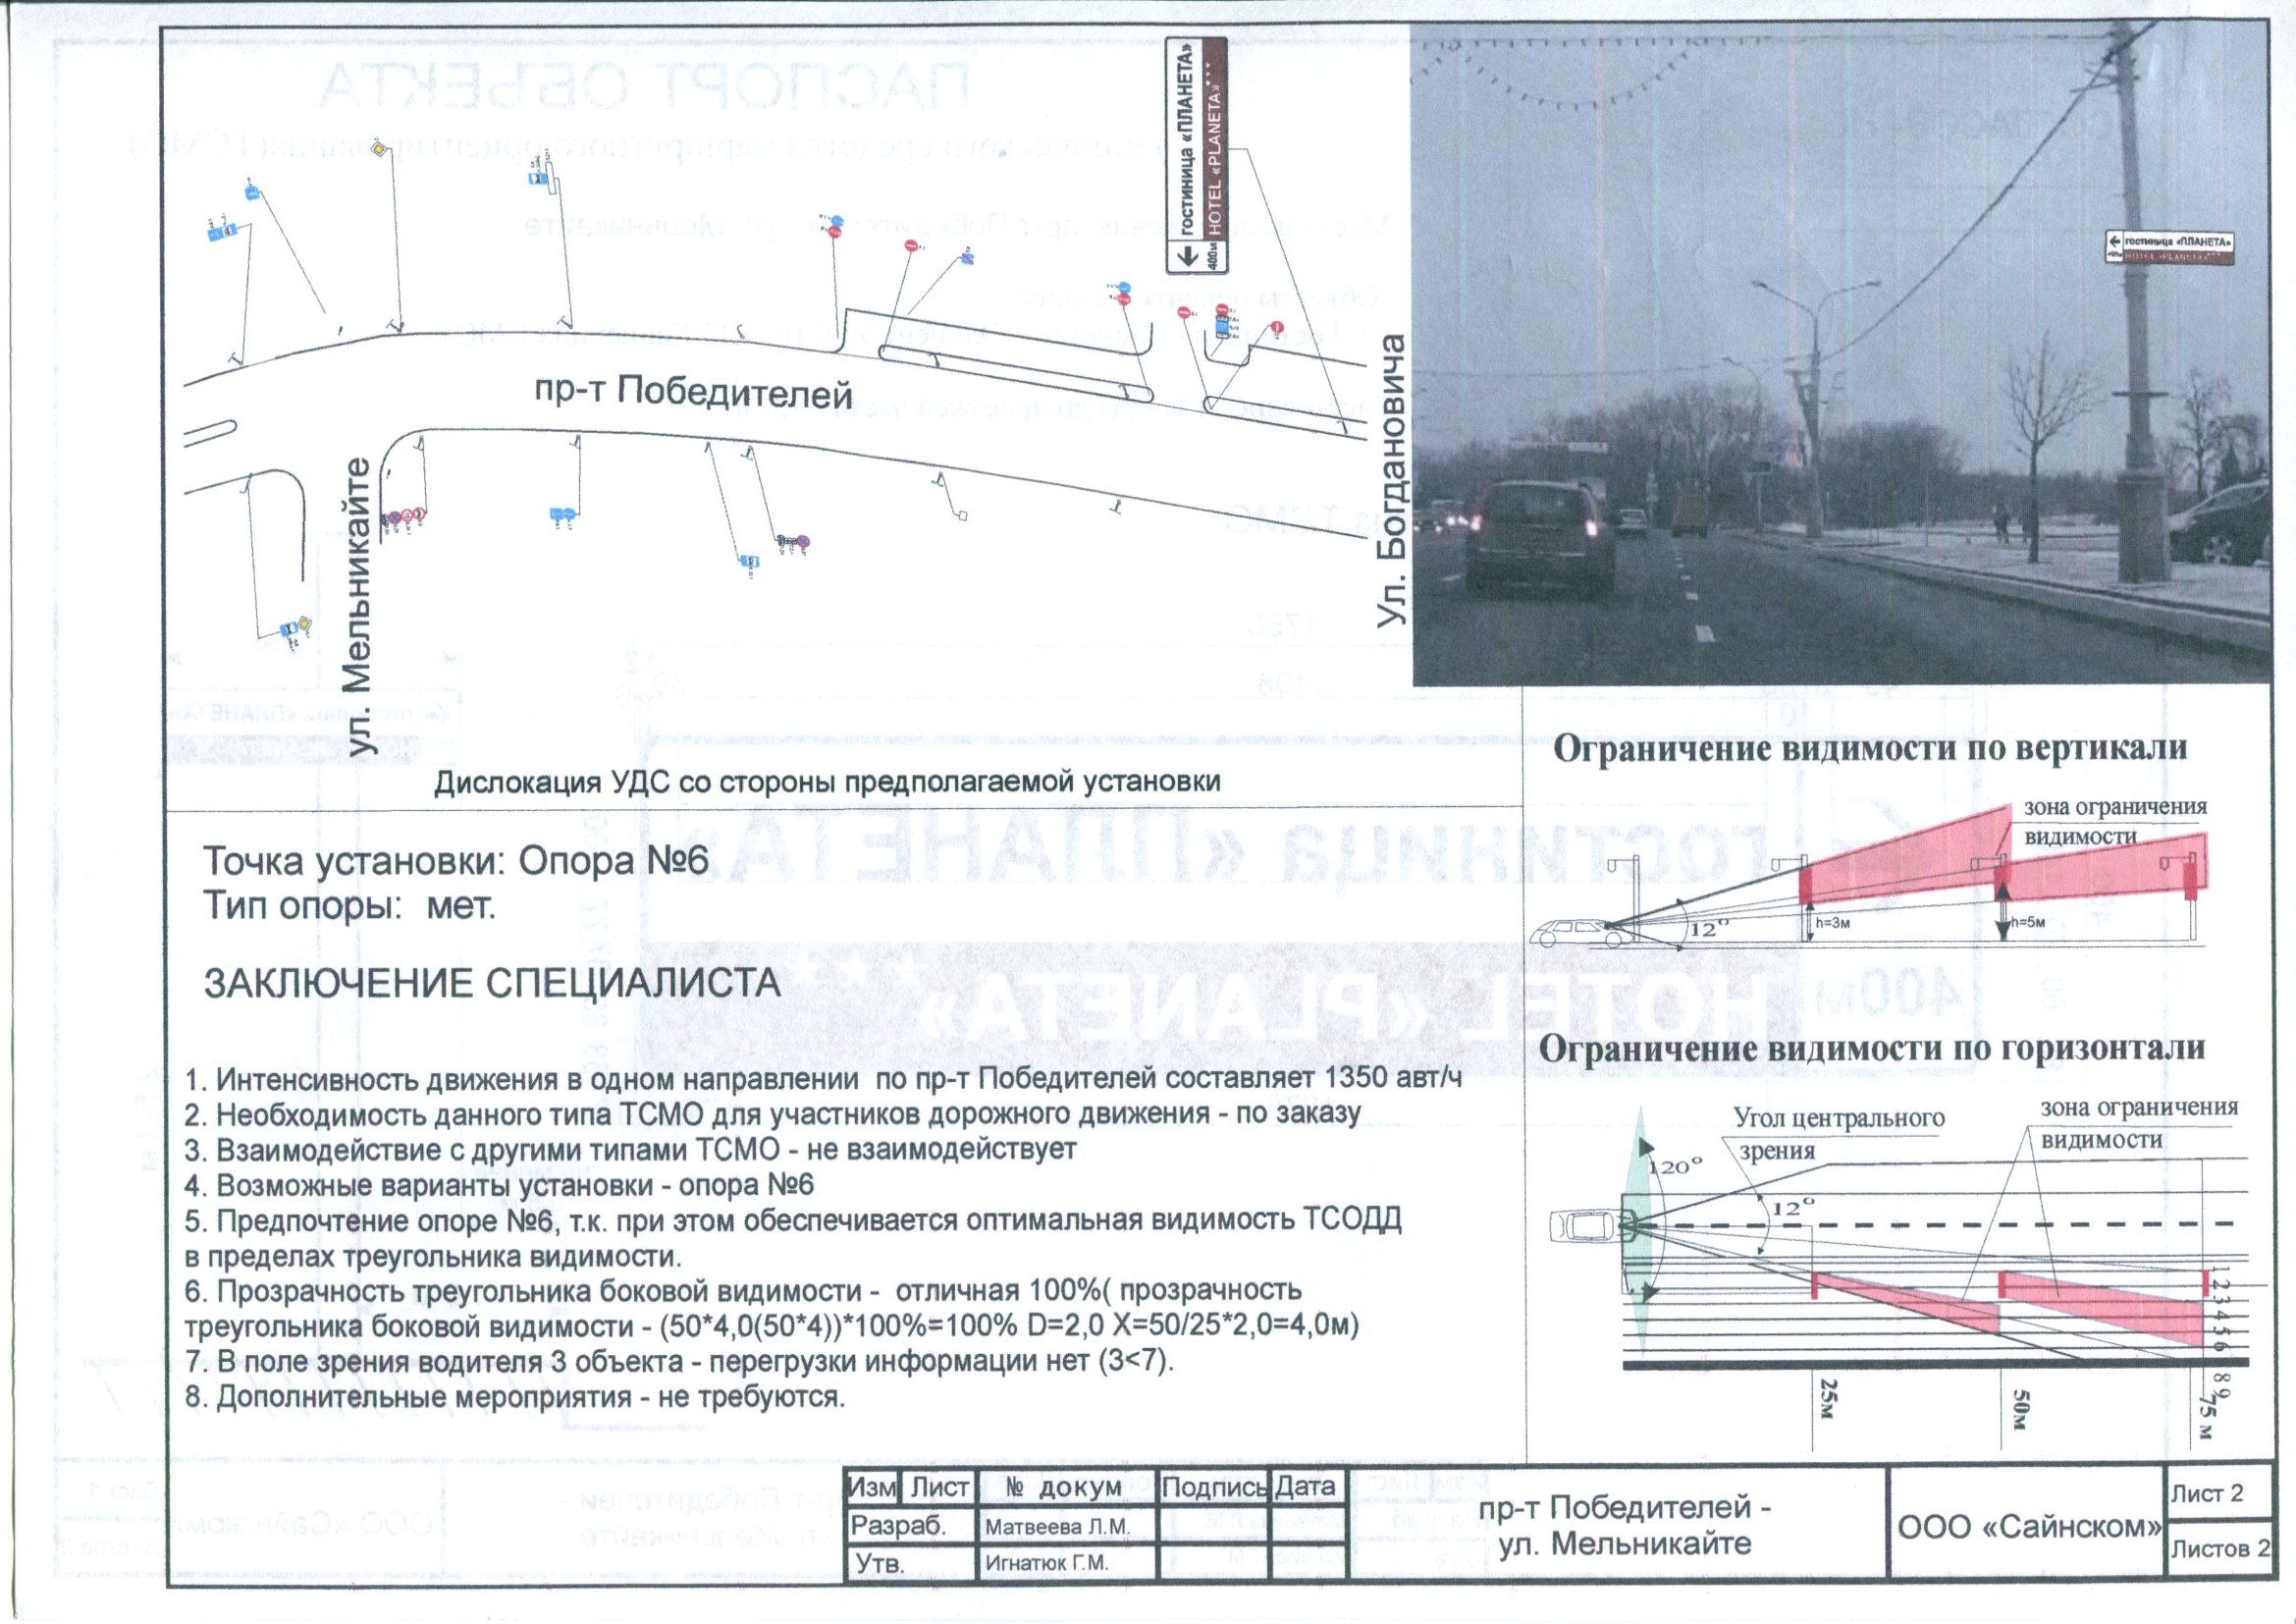 гостиница «ПЛАНЕТА»
400м HOTEL «PLANETA»***
пр-т Победителей
ул. Мельникайте
Ул. Богдановича
гостиница «ПЛАНЕТА»
HOTEL «PLANETA»***
Дислокация УДС со стороны предполагаемой установки
Точка установки: Опора №6
Тип опоры: мет.
ЗАКЛЮЧЕНИЕ СПЕЦИАЛИСТА
1. Интенсивность движения в одном направлении по пр-т Победителей составляет 1350 авт/ч
2. Необходимость данного типа ТСМО для участников дорожного движения - по заказу
3. Взаимодействие с другими типами ТСМО - не взаимодействует
4. Возможные варианты установки - опора №6
5. Предпочтение опоре №6, т.к. при этом обеспечивается оптимальная видимость ТСОДД
в пределах треугольника видимости.
6. Прозрачность треугольника боковой видимости - отличная 100%( прозрачность
треугольника боковой видимости - (50*4,0(50*4))*100%=100% D=2,0 X=50/25*2,0=4,0м)
7. В поле зрения водителя 3 объекта - перегрузки информации нет (3<7).
8. Дополнительные мероприятия - не требуются.
Ограничение видимости по вертикали
зона ограничения
видимости
12°
h=3м
h=5м
Ограничение видимости по горизонтали
Угол центрального
зрения
зона ограничения
видимости
120°
12°
1 2 3 4 5 6
8 9
25м
50м
75 м
Изм Лист № докум Подпись Дата
Разраб. Матвеева Л.М.
Утв. Игнатюк Г.М.
пр-т Победителей -
ул. Мельникайте
ООО «Сайнском»
Лист 2
Листов 2